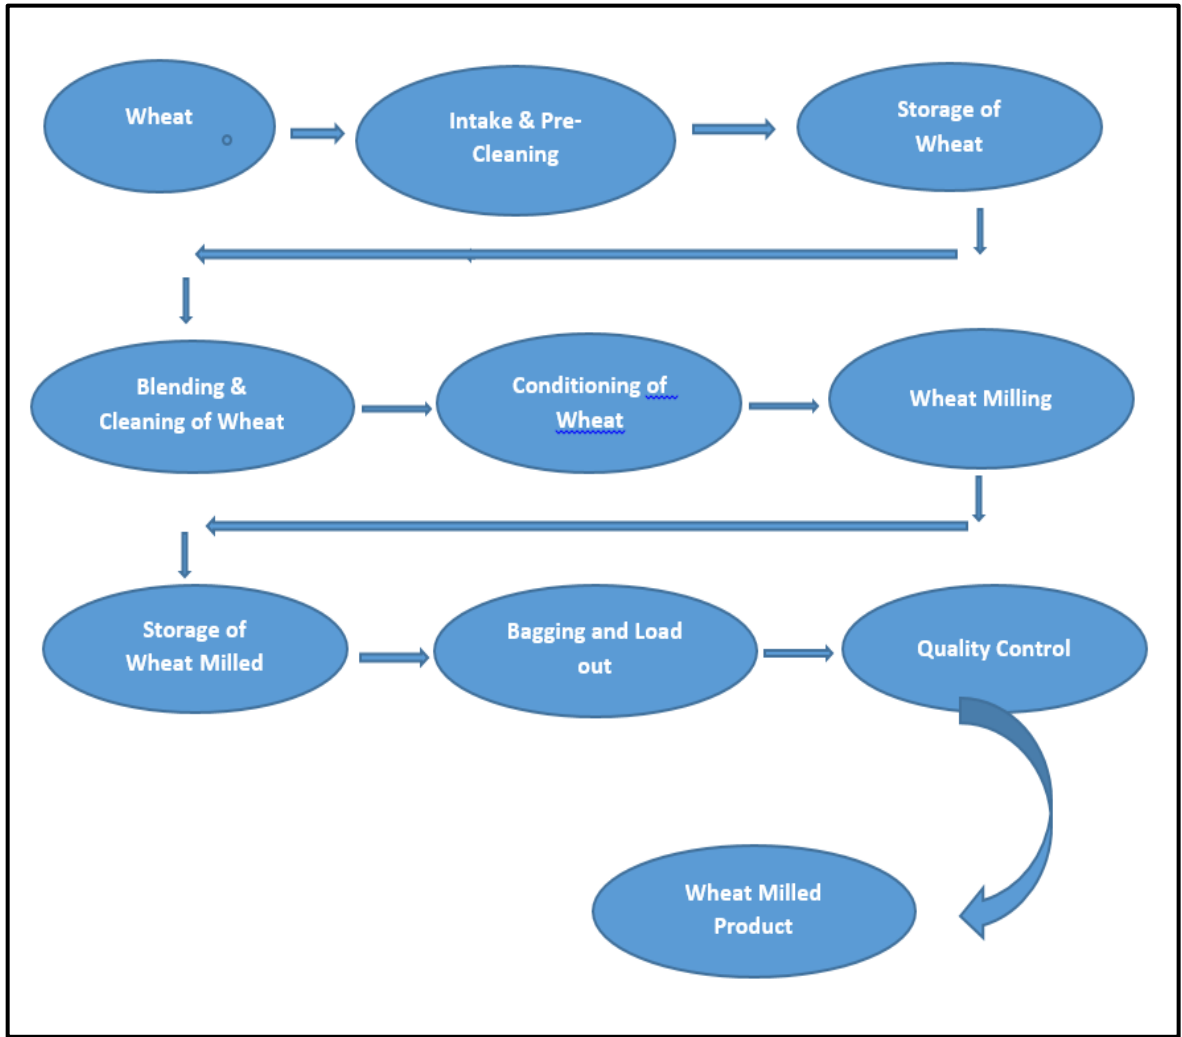 Wheat
Intake & Pre-
Cleaning
Storage of
Wheat
Blending &
Cleaning of Wheat
Conditioning of
Wheat
Wheat Milling
Storage of
Wheat Milled
Bagging and Load
out
Quality Control
Wheat Milled
Product